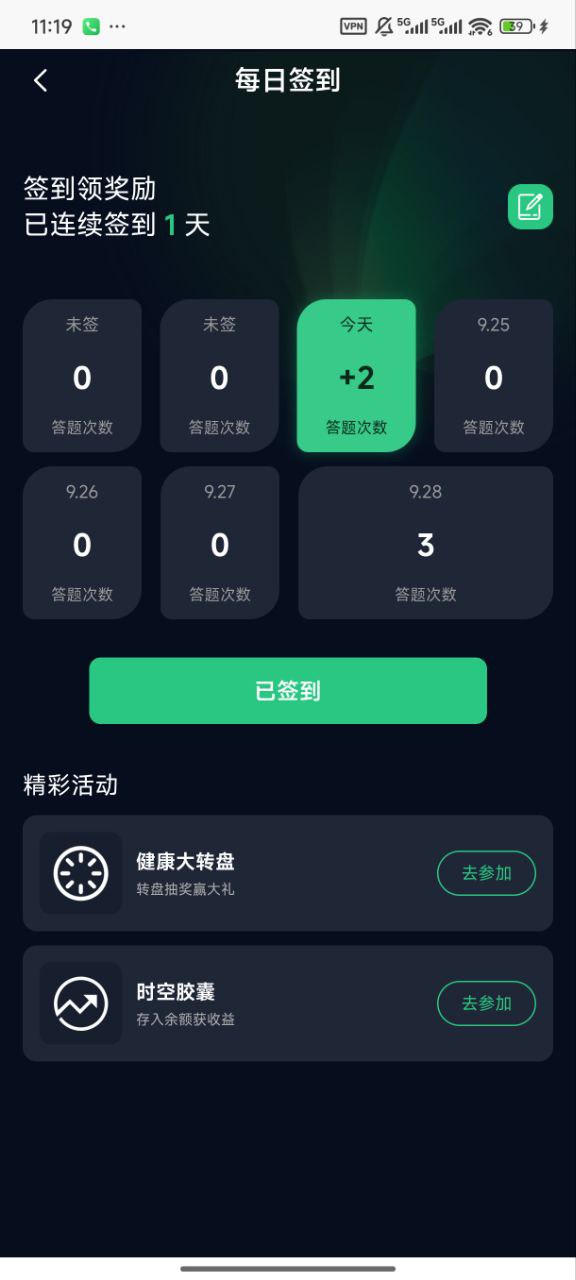 11:19 ··· VPN 5G 5G 6 39
每日签到
签到领奖励
已连续签到 1 天
未签 未签 今天 9.25
0 0 +2 0
答题次数 答题次数 答题次数 答题次数
9.26 9.27 9.28
0 0 3
答题次数 答题次数 答题次数
已签到
精彩活动
健康大转盘
转盘抽奖赢大礼
去参加
时空胶囊
存入余额获收益
去参加